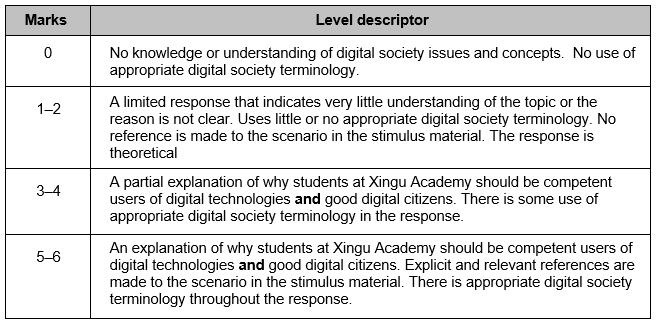 Marks
Level descriptor
0
No knowledge or understanding of digital society issues and concepts.  No use of
appropriate digital society terminology.
1–2
A limited response that indicates very little understanding of the topic or the
reason is not clear. Uses little or no appropriate digital society terminology. No
reference is made to the scenario in the stimulus material. The response is
theoretical
3–4
A partial explanation of why students at Xingu Academy should be competent
users of digital technologies and good digital citizens. There is some use of
appropriate digital society terminology in the response.
5–6
An explanation of why students at Xingu Academy should be competent users of
digital technologies and good digital citizens. Explicit and relevant references are
made to the scenario in the stimulus material. There is appropriate digital society
terminology throughout the response.